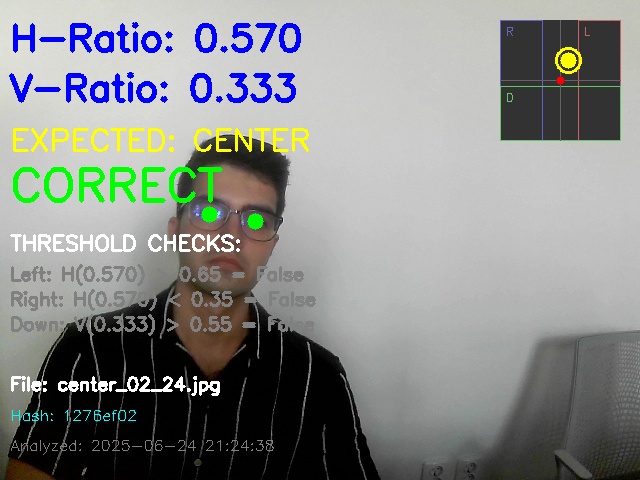 H-Ratio: 0.570
V-Ratio: 0.333
EXPECTED: CENTER
CORRECT
THRESHOLD CHECKS:
Left: H(0.570) > 0.65 = False
Right: H(0.570) < 0.35 = False
Down: V(0.333) > 0.55 = False
File: center_02_24.jpg
Hash: 1276ef02
Analyzed: 2025-06-24 21:24:38
R
L
D